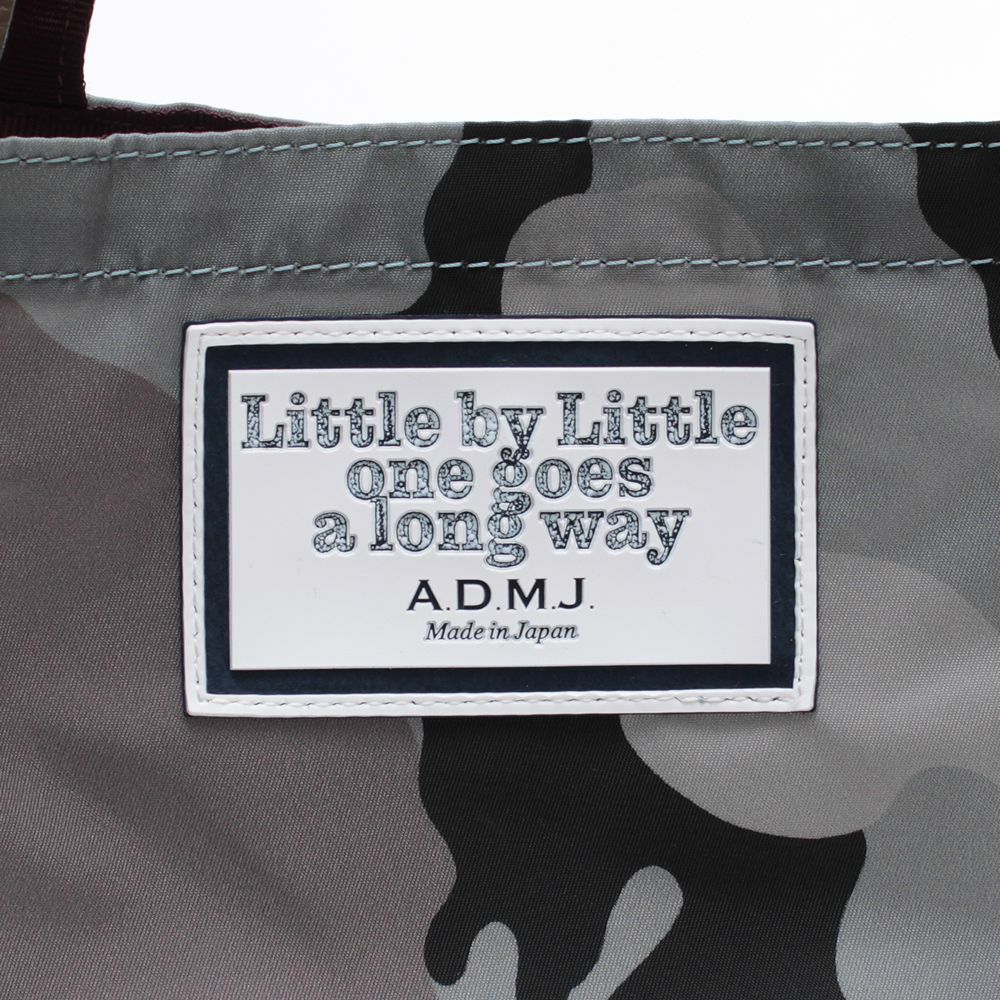 Little by Little
one goes
a long way
A.D.M.J.
Made in Japan